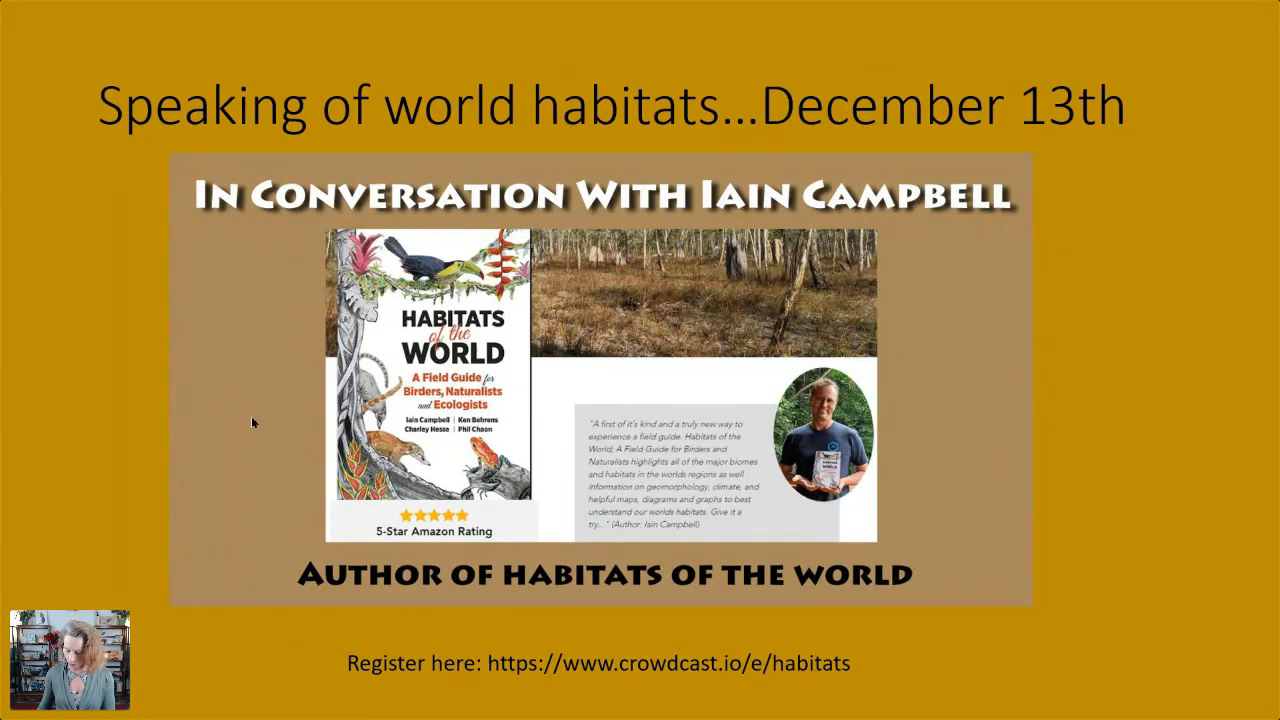 Speaking of world habitats...December 13th
In Conversation With Iain Campbell
HABITATS
of the
WORLD
A Field Guide for
Birders, Naturalists
and Ecologists
Iain Campbell | Ken Behrens
Charley Hesse | Phil Chaon
5-Star Amazon Rating
"A first of it's kind and a truly new way to
experience a field guide. Habitats of the
World; A Field Guide for Birders and
Naturalists highlights all of the major biomes
and habitats in the worlds regions as well
information on geomorphology, climate, and
helpful maps, diagrams and graphs to best
understand our worlds habitats. Give it a
try..." (Author: Iain Campbell)
HABITATS
WORLD
Author of Habitats of the World
Register here: https://www.crowdcast.io/e/habitats